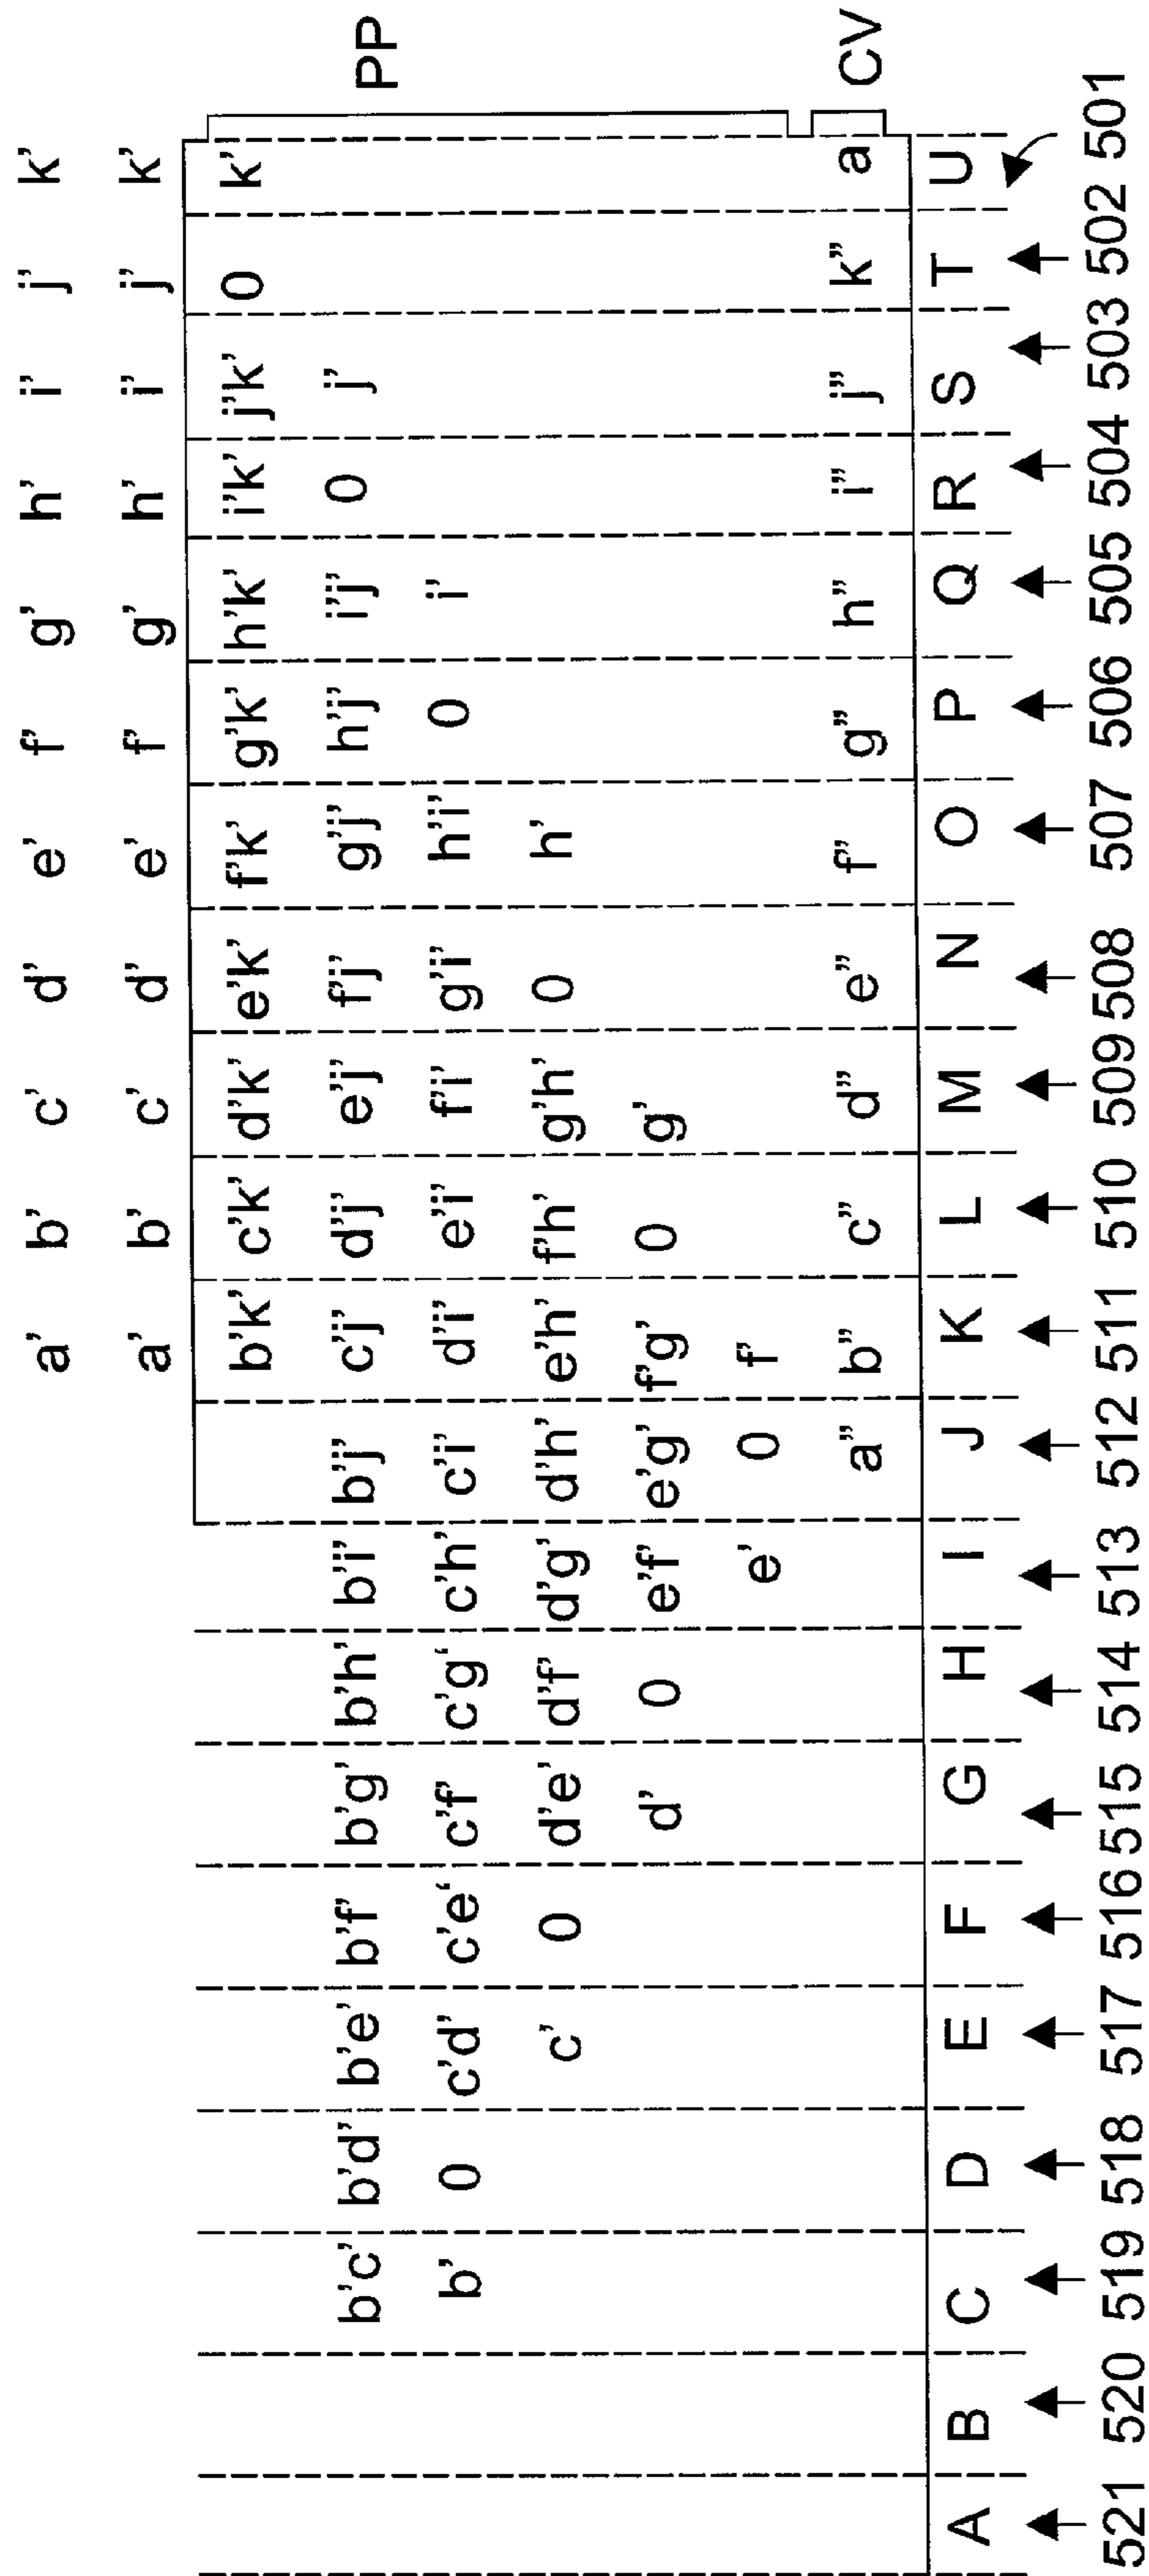 a' b' c' d' e' f' g' h' i' j' k'
a' b' c' d' e' f' g' h' i' j' k'
b'k' c'k' d'k' e'k' f'k' g'k' h'k' i'k' j'k' 0 k'
b'c' b'd' b'e' b'f' b'g' b'h' b'i' b'j' c'j' d'j' e'j' f'j' g'j' h'j' i'j' 0 j' PP
b' 0 c'd' c'e‘ c'f' c'g‘ c'h' c'i' d'i' e'i' f'i' g'i' h'i' 0 i'
c' 0 d'e' d'f' d'g' d'h' e'h' f'h' g'h' 0 h'
d' 0 e'f' e'g' f'g' 0 g'
e' 0 f'
a" b" c" d" e" f" g" h" i" j" k" a CV
A B C D E F G H I J K L M N O P Q R S T U
521 520 519 518 517 516 515 514 513 512 511 510 509 508 507 506 505 504 503 502 501